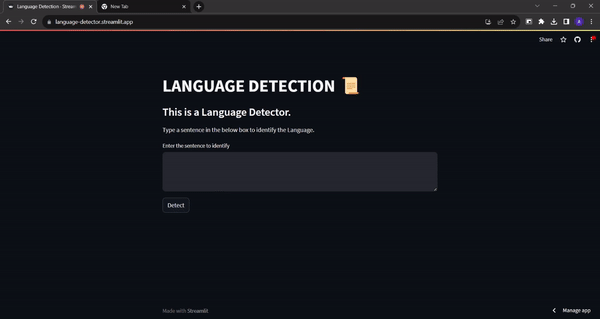 Language Detection · Stream
New Tab
language-detector.streamlit.app
Share
LANGUAGE DETECTION
This is a Language Detector.
Type a sentence in the below box to identify the Language.
Enter the sentence to identify
Detect
Made with Streamlit
Manage app